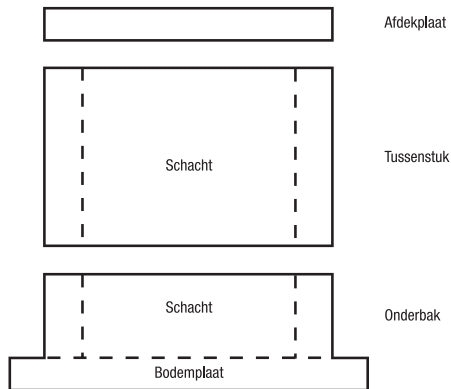 Afdekplaat
Schacht
Tussenstuk
Schacht
Onderbak
Bodemplaat